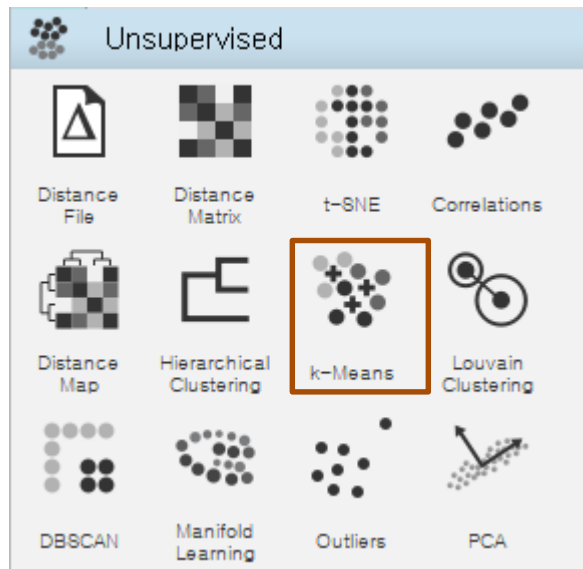 Unsupervised
Distance
File
Distance
Matrix
t-SNE
Correlations
Distance
Map
Hierarchical
Clustering
k-Means
Louvain
Clustering
DBSCAN
Manifold
Learning
Outliers
PCA